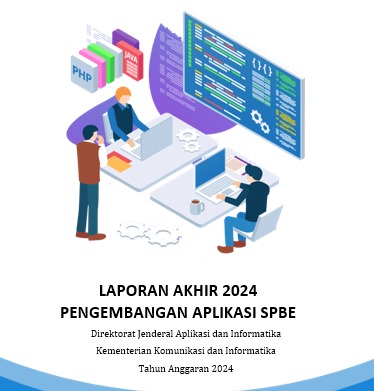 PHP
JAVA
{}{}
LAPORAN AKHIR 2024
PENGEMBANGAN APLIKASI SPBE
Direktorat Jenderal Aplikasi dan Informatika
Kementerian Komunikasi dan Informatika
Tahun Anggaran 2024